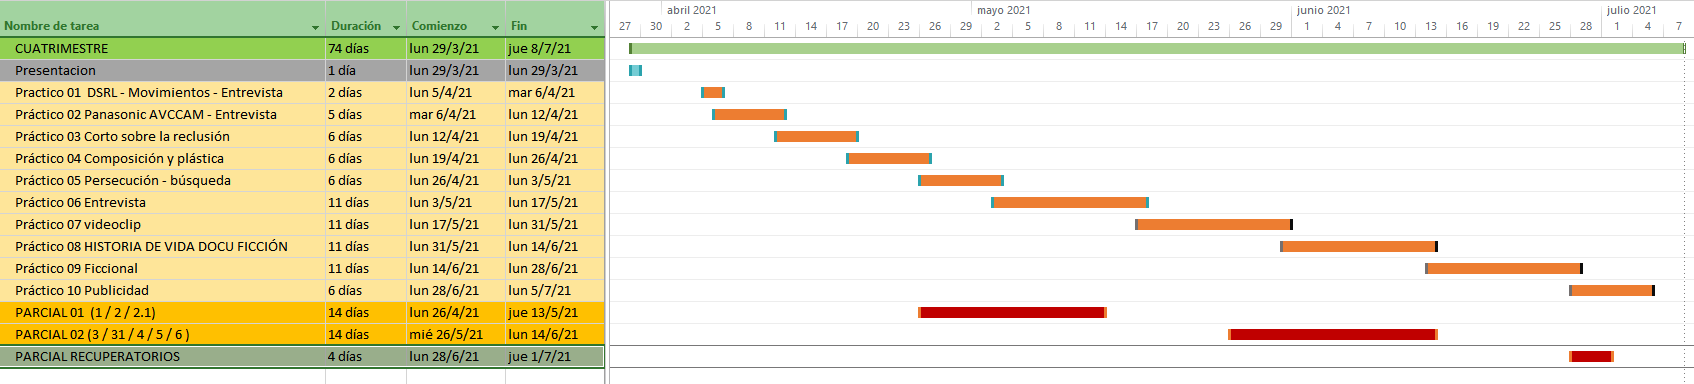 abril 2021 mayo 2021 junio 2021 julio 2021
Nombre de tarea Duración Comienzo Fin 27 30 2 5 8 11 14 17 20 23 26 29 2 5 8 11 14 17 20 23 26 29 1 4 7 10 13 16 19 22 25 28 1 4 7
CUATRIMESTRE 74 días lun 29/3/21 jue 8/7/21
Presentacion 1 día lun 29/3/21 lun 29/3/21
Practico 01 DSRL - Movimientos - Entrevista 2 días lun 5/4/21 mar 6/4/21
Práctico 02 Panasonic AVCCAM - Entrevista 5 días mar 6/4/21 lun 12/4/21
Práctico 03 Corto sobre la reclusión 6 días lun 12/4/21 lun 19/4/21
Práctico 04 Composición y plástica 6 días lun 19/4/21 lun 26/4/21
Práctico 05 Persecución - búsqueda 6 días lun 26/4/21 lun 3/5/21
Práctico 06 Entrevista 11 días lun 3/5/21 lun 17/5/21
Práctico 07 videoclip 11 días lun 17/5/21 lun 31/5/21
Práctico 08 HISTORIA DE VIDA DOCU FICCIÓN 11 días lun 31/5/21 lun 14/6/21
Práctico 09 Ficcional 11 días lun 14/6/21 lun 28/6/21
Práctico 10 Publicidad 6 días lun 28/6/21 lun 5/7/21
PARCIAL 01 (1 / 2 / 2.1) 14 días lun 26/4/21 jue 13/5/21
PARCIAL 02 (3 / 31 / 4 / 5 / 6 ) 14 días mié 26/5/21 lun 14/6/21
PARCIAL RECUPERATORIOS 4 días lun 28/6/21 jue 1/7/21